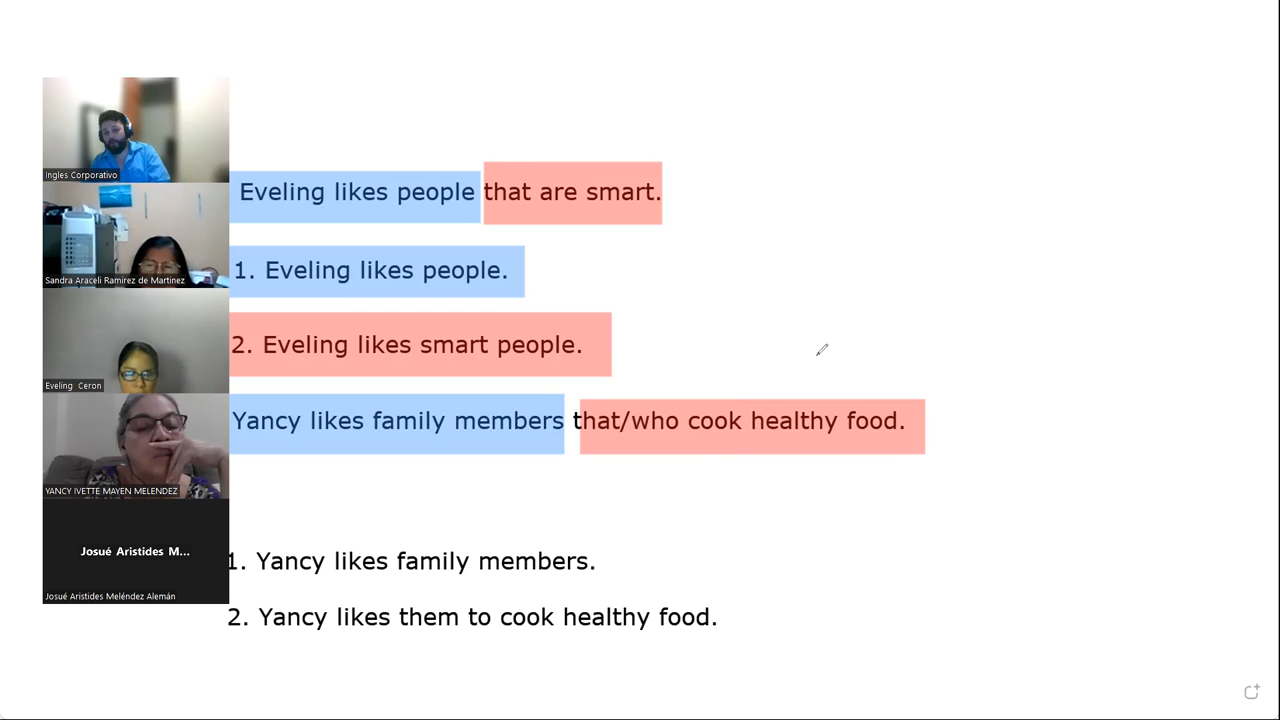 Ingles Corporativo
Sandra Araceli Ramirez de Martinez
Eveling Ceron
YANCY IVETTE MAYEN MELENDEZ
Josué Aristides M...
Josué Aristides Meléndez Alemán
Eveling likes people that are smart.
1. Eveling likes people.
2. Eveling likes smart people.
Yancy likes family members that/who cook healthy food.
1. Yancy likes family members.
2. Yancy likes them to cook healthy food.